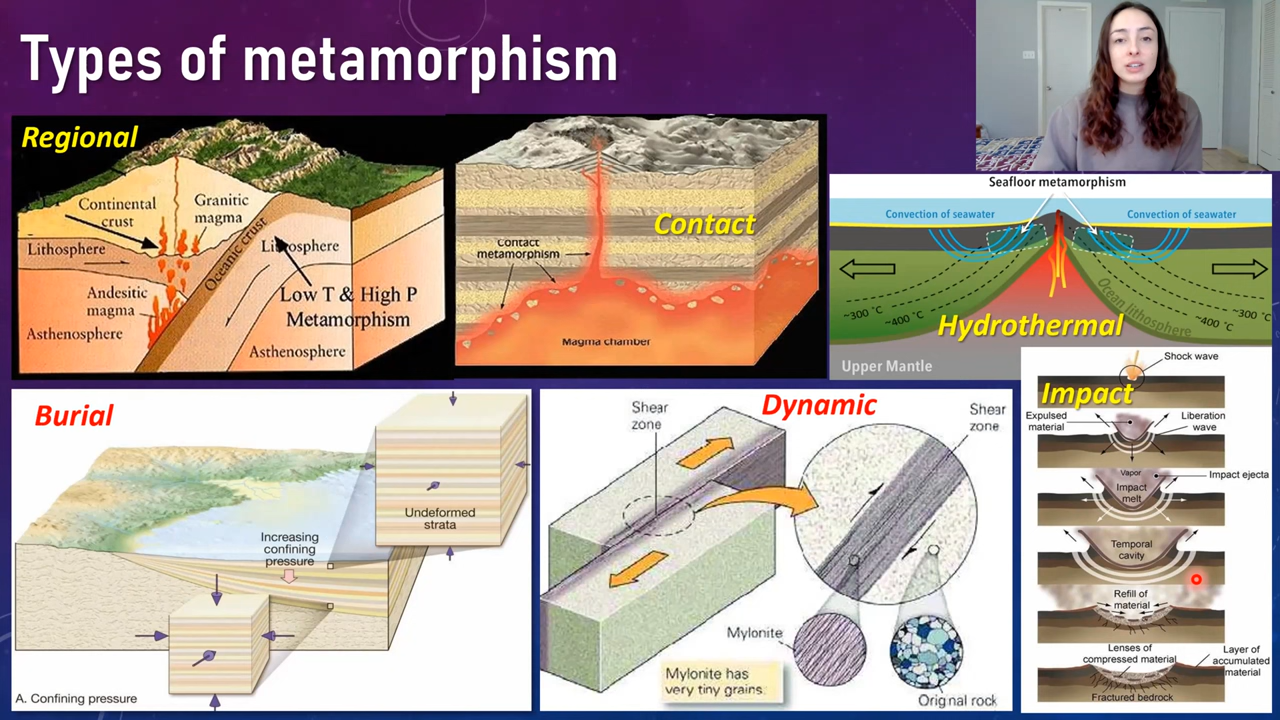 Types of metamorphism
Regional
Continental
crust
Granitic
magma
Lithosphere
Oceanic crust
Lithosphere
Andesitic
magma
Low T & High P
Metamorphism
Asthenosphere
Asthenosphere
Contact
Contact
metamorphism
Magma chamber
Seafloor metamorphism
Convection of seawater
Convection of seawater
~300 °C
~400 °C
Ocean lithosphere
~400 °C
~300 °C
Hydrothermal
Upper Mantle
Burial
Undeformed
strata
Increasing
confining
pressure
A. Confining pressure
Dynamic
Shear
zone
Shear
zone
Mylonite
Mylonite has
very tiny grains.
Original rock
Impact
Shock wave
Expulsed
material
Liberation
wave
Vapor
Impact ejecta
Impact
melt
Temporal
cavity
Refill of
material
Lenses of
compressed material
Layer of
accumulated
material
Fractured bedrock